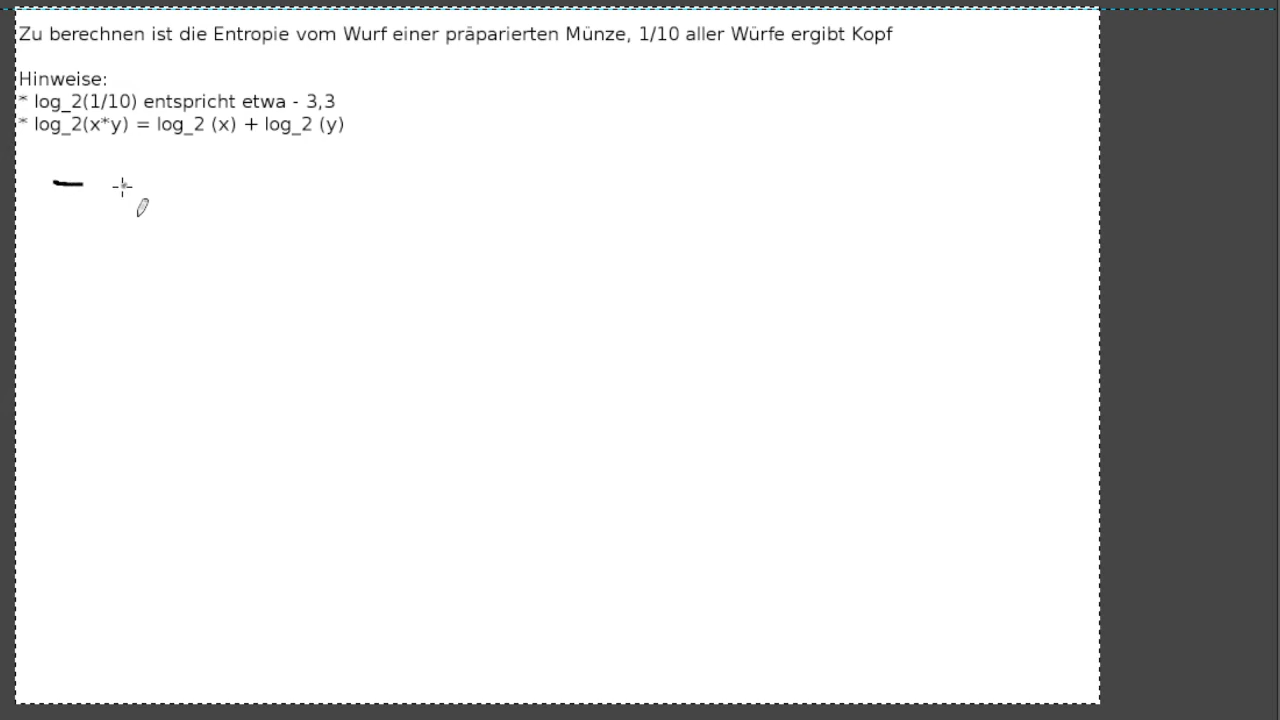 Zu berechnen ist die Entropie vom Wurf einer präparierten Münze, 1/10 aller Würfe ergibt Kopf
Hinweise:
* log_2(1/10) entspricht etwa - 3,3
* log_2(x*y) = log_2 (x) + log_2 (y)